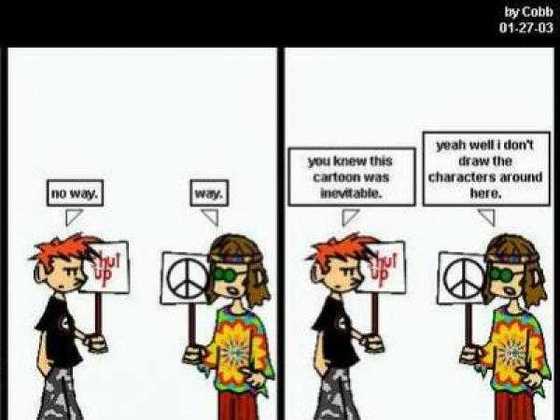 by Cobb
01-27-03
no way.
way.
shut
up
you knew this
cartoon was
inevitable.
yeah well i don't
draw the
characters around
here.
shut
up